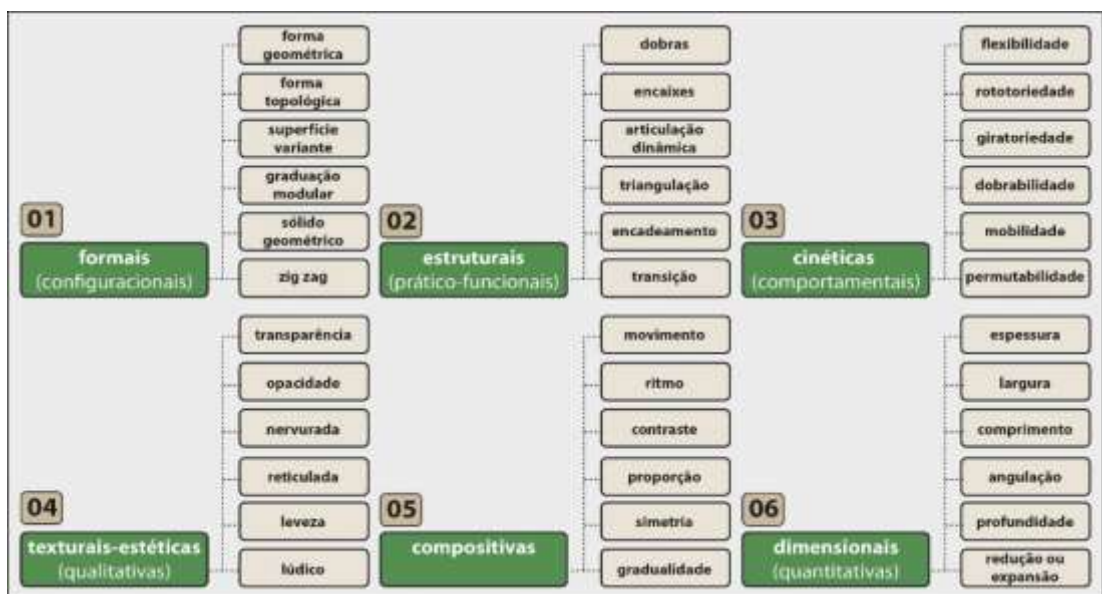 forma
geométrica
forma
topológica
superfície
variante
graduação
modular
sólido
geométrico
zig zag
01
formais
(configuracionais)
dobras
encaixes
articulação
dinâmica
triangulação
encadeamento
transição
02
estruturais
(prático-funcionais)
flexibilidade
rototoriedade
giratoriedade
dobrabilidade
mobilidade
permutabilidade
03
cinéticas
(comportamentais)
transparência
opacidade
nervurada
reticulada
leveza
lúdico
04
texturais-estéticas
(qualitativas)
movimento
ritmo
contraste
proporção
simetria
gradualidade
05
compositivas
espessura
largura
comprimento
angulação
profundidade
redução ou
expansão
06
dimensionais
(quantitativas)